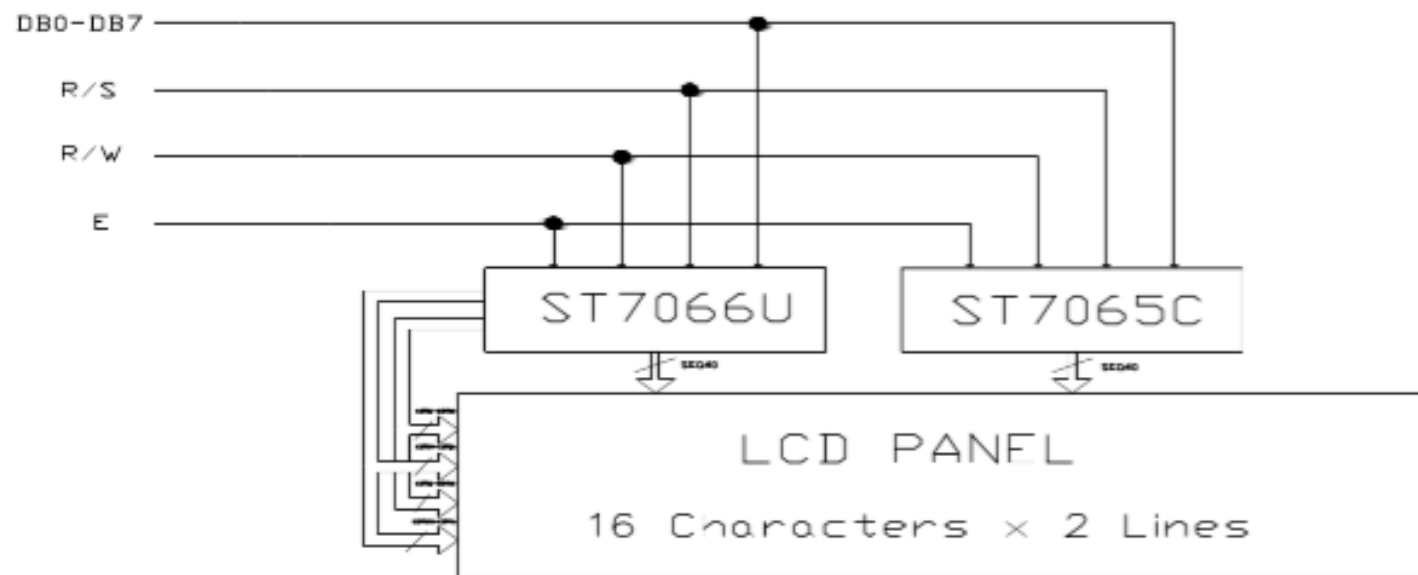 DB0-DB7
R/S
R/W
E
ST7066U
ST7065C
SEG40
SEG40
LCD PANEL
16 Characters x 2 Lines